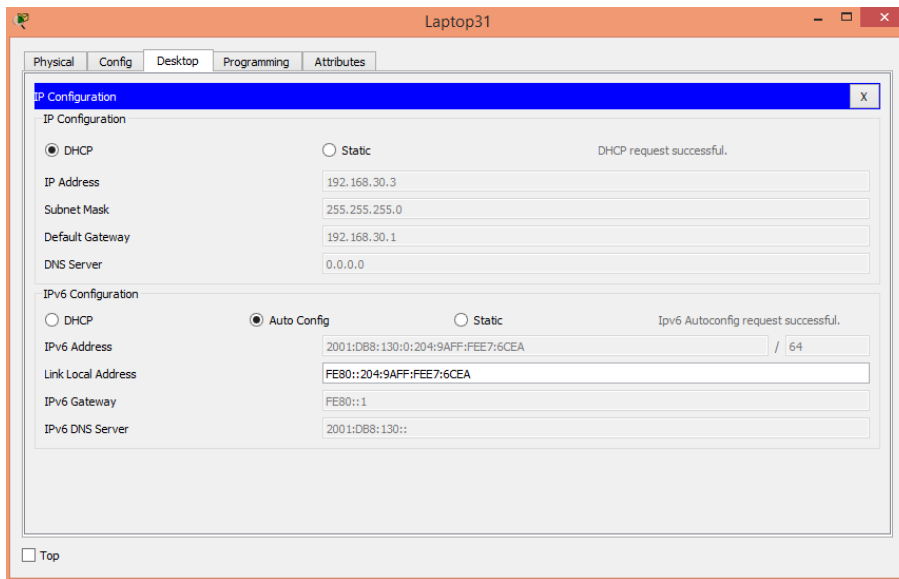 Laptop31
Physical Config Desktop Programming Attributes
IP Configuration X
IP Configuration
DHCP Static DHCP request successful.
IP Address 192.168.30.3
Subnet Mask 255.255.255.0
Default Gateway 192.168.30.1
DNS Server 0.0.0.0
IPv6 Configuration
DHCP Auto Config Static Ipv6 Autoconfig request successful.
IPv6 Address 2001:DB8:130:0:204:9AFF:FEE7:6CEA / 64
Link Local Address FE80::204:9AFF:FEE7:6CEA
IPv6 Gateway FE80::1
IPv6 DNS Server 2001:DB8:130::
Top